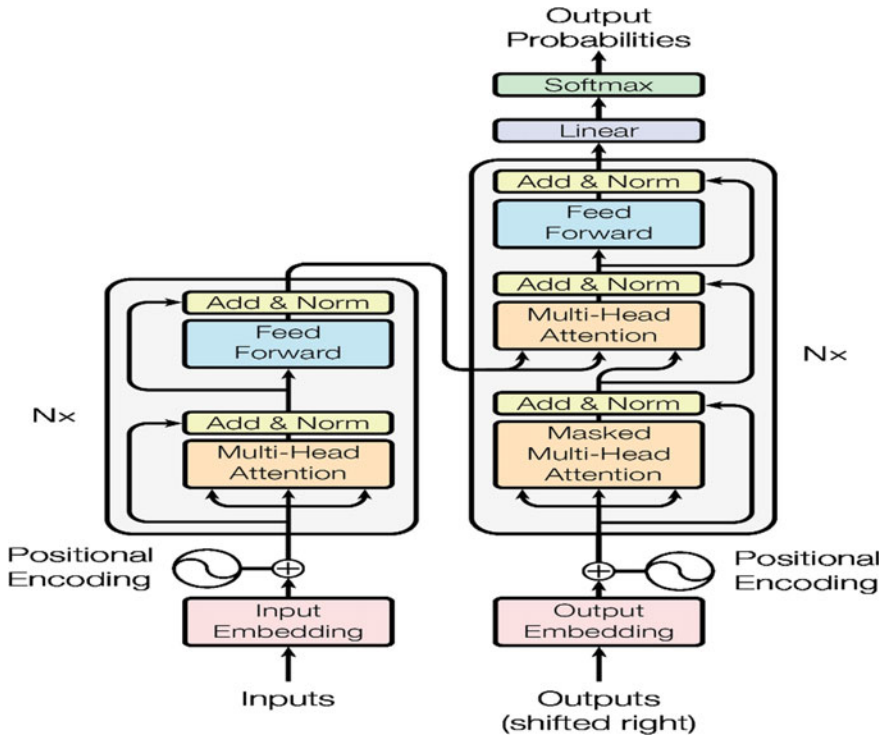 Output
Probabilities
Softmax
Linear
Add & Norm
Feed
Forward
Add & Norm
Multi-Head
Attention
Nx
Add & Norm
Masked
Multi-Head
Attention
Add & Norm
Feed
Forward
Nx
Add & Norm
Multi-Head
Attention
Positional
Encoding
Positional
Encoding
Input
Embedding
Output
Embedding
Inputs
Outputs
(shifted right)